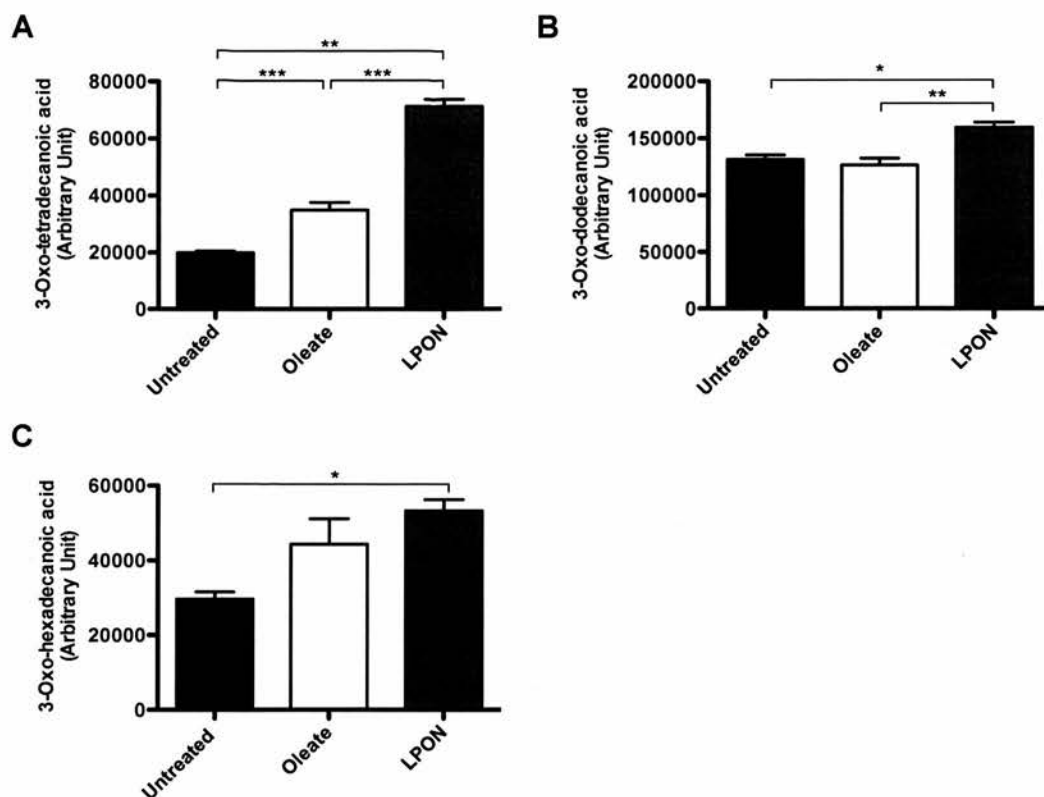 A
**
***
***
3-Oxo-tetradecanoic acid
(Arbitrary Unit)
80000
60000
40000
20000
0
Untreated
Oleate
LPON
B
*
**
3-Oxo-dodecanoic acid
(Arbitrary Unit)
200000
150000
100000
50000
0
Untreated
Oleate
LPON
C
*
3-Oxo-hexadecanoic acid
(Arbitrary Unit)
60000
40000
20000
0
Untreated
Oleate
LPON